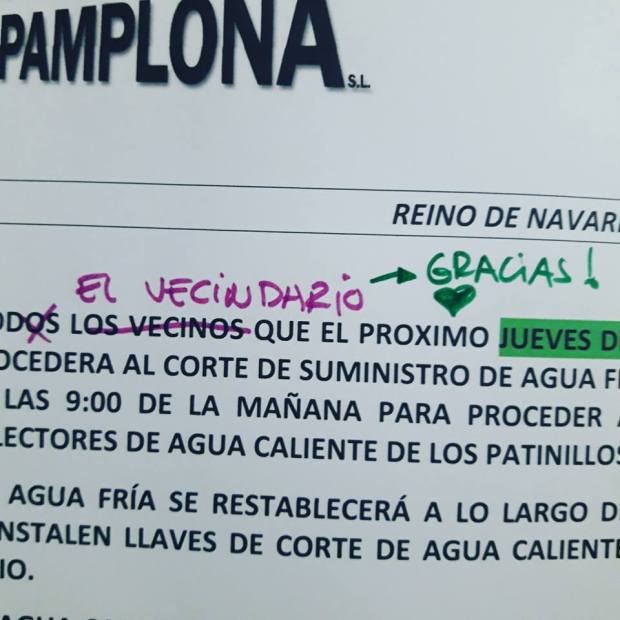 PAMPLONA S.L.
REINO DE NAVAR
EL VECINDARIO → GRACIAS!
ODOS LOS VECINOS QUE EL PROXIMO JUEVES D
OCEDERA AL CORTE DE SUMINISTRO DE AGUA F
LAS 9:00 DE LA MAÑANA PARA PROCEDER A
LECTORES DE AGUA CALIENTE DE LOS PATINILLOS
AGUA FRÍA SE RESTABLECERÁ A LO LARGO D
NSTALEN LLAVES DE CORTE DE AGUA CALIENTE
IO.